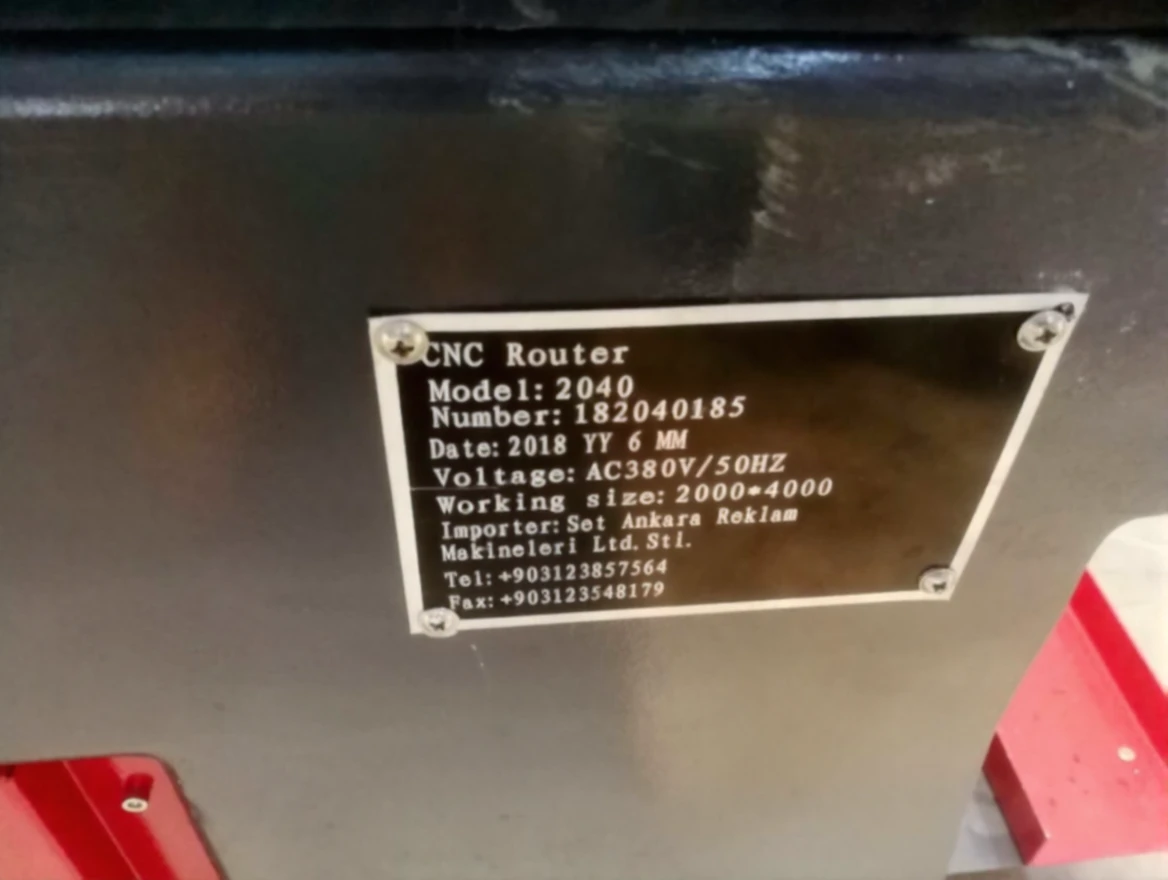 CNC Router
Model: 2040
Number: 182040185
Date: 2018 YY 6 MM
Voltage: AC380V/50HZ
Working size: 2000*4000
Importer: Set Ankara Reklam
Makineleri Ltd. Sti.
Tel: +903123857564
Fax: +903123548179